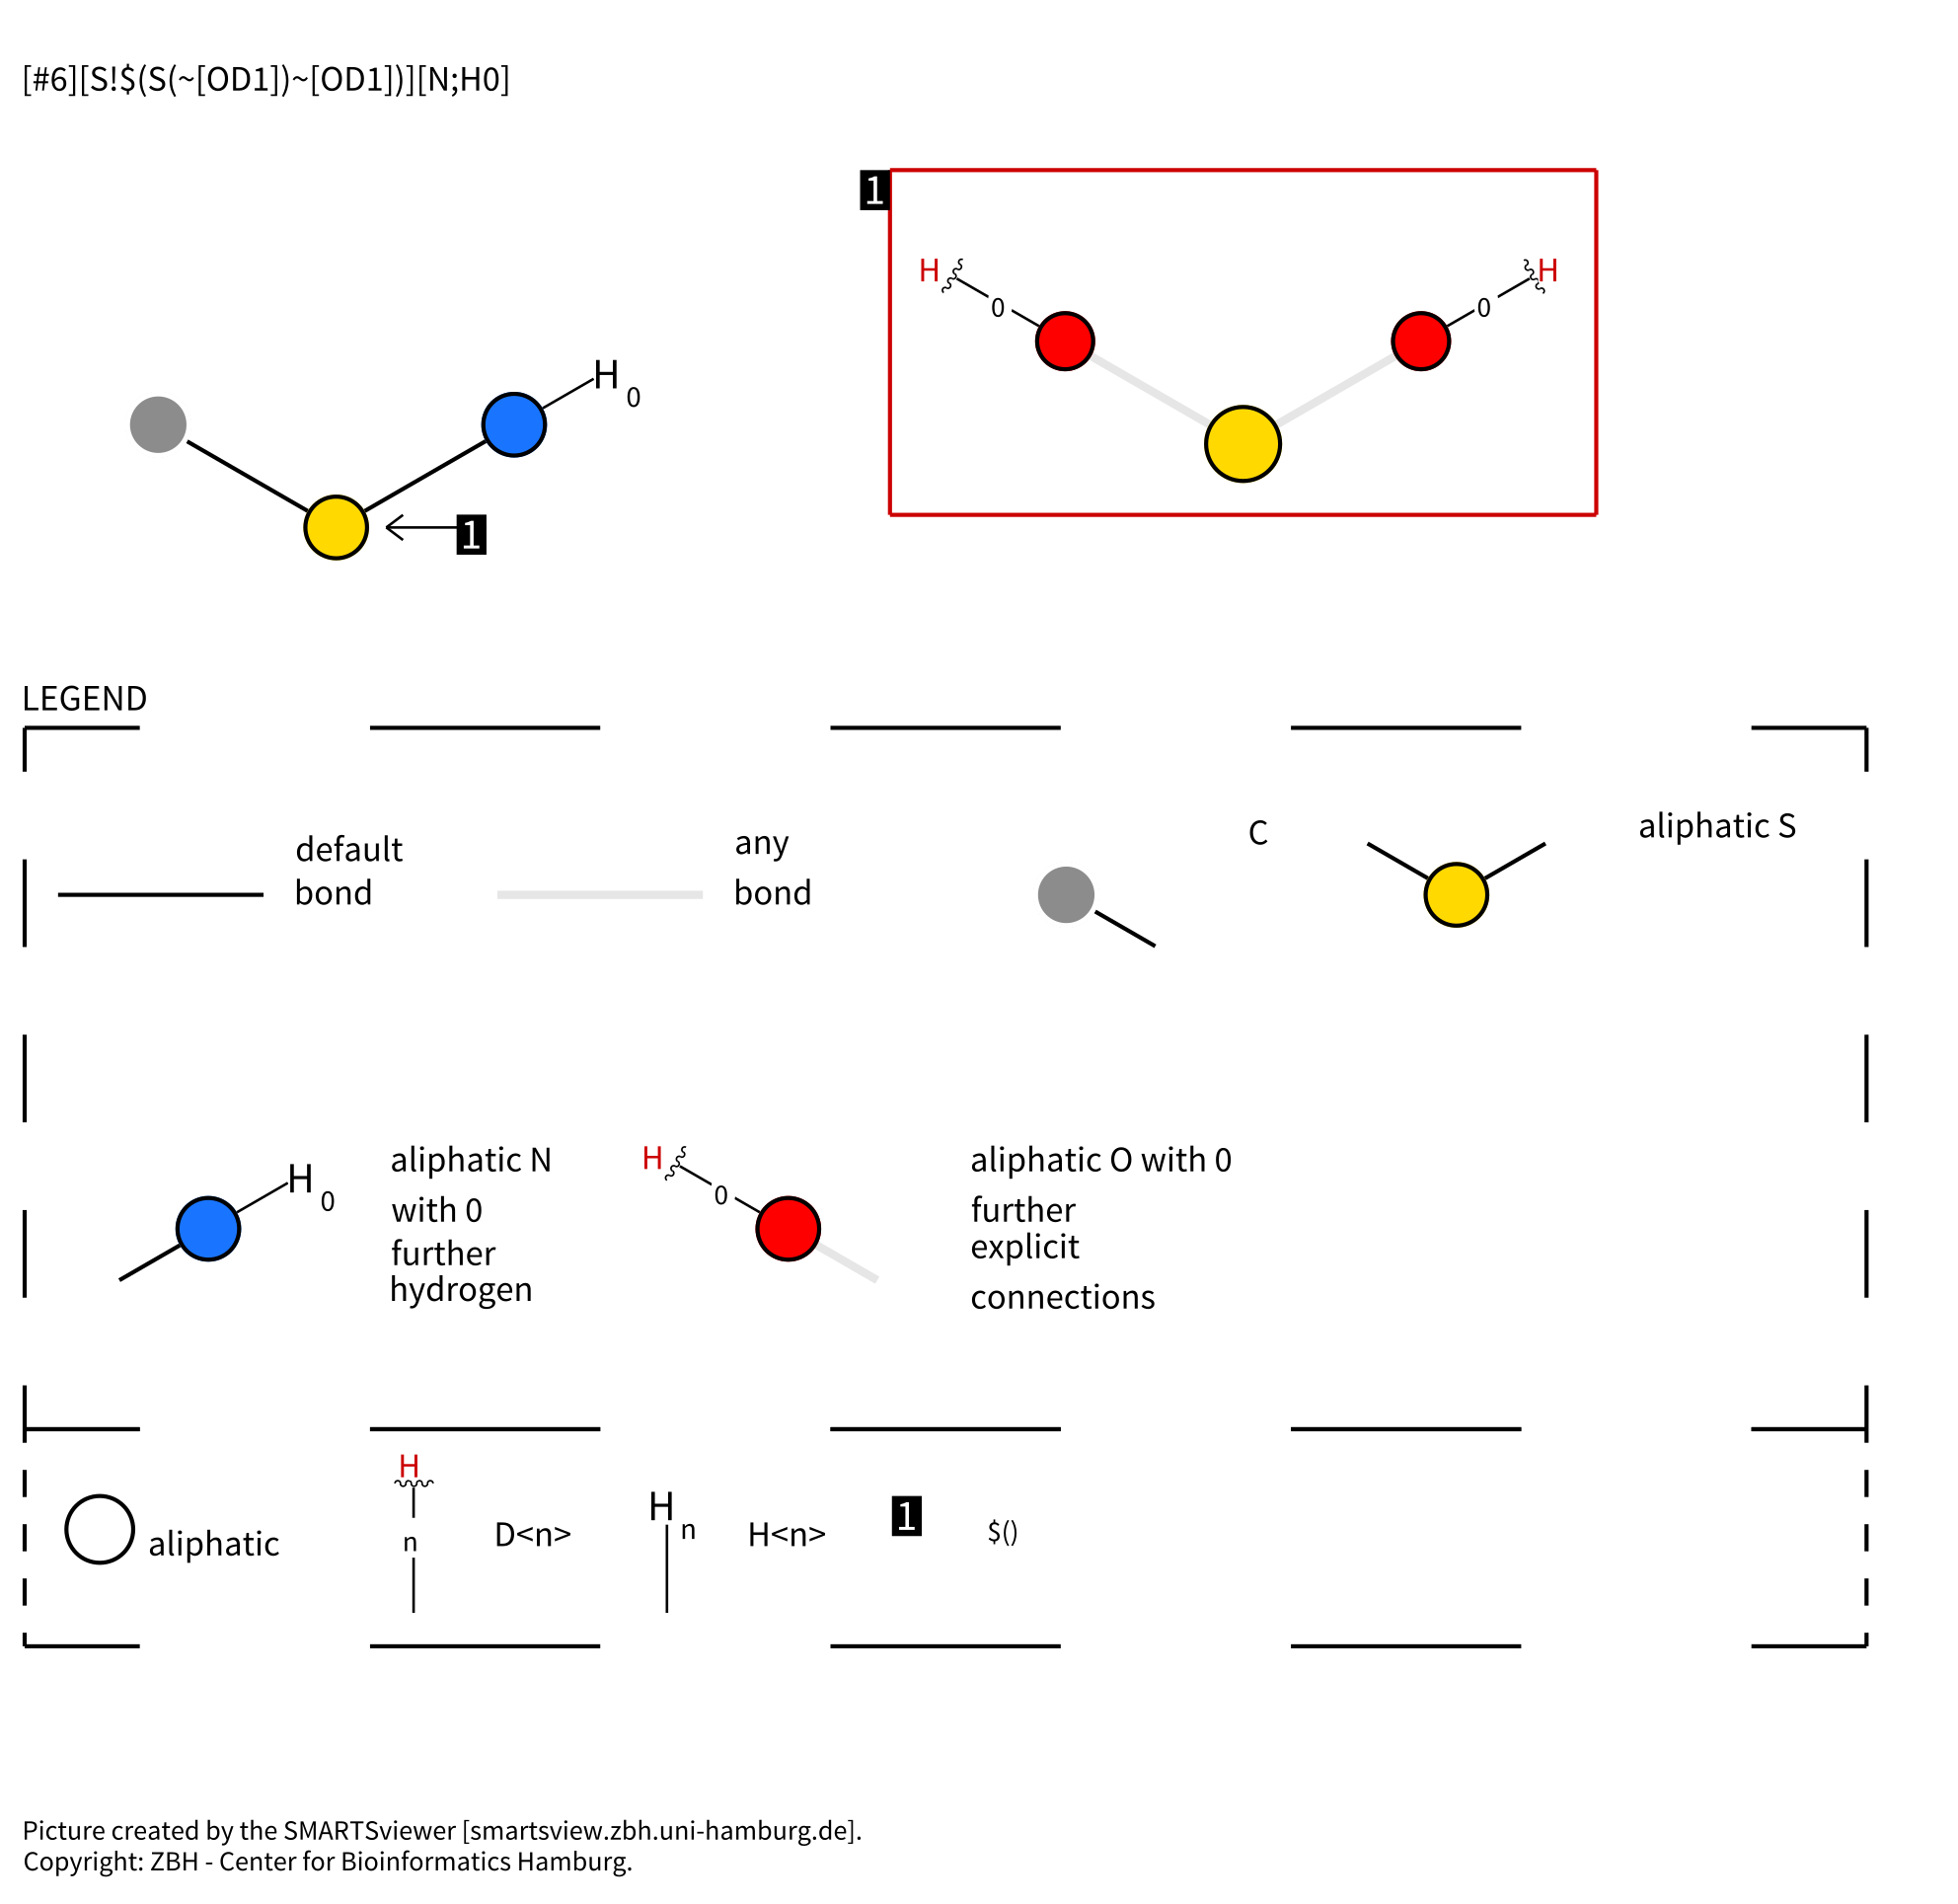 [#6][S!$(S(~[OD1])~[OD1])][N;H0]
1
H
0
0
H
H
0
1
LEGEND
default
bond
any
bond
C
aliphatic S
H
0
aliphatic N
with 0
further
hydrogen
H
0
aliphatic O with 0
further
explicit
connections
aliphatic
H
n
D<n>
H
n
H<n>
1
$()
Picture created by the SMARTSviewer [smartsview.zbh.uni-hamburg.de].
Copyright: ZBH - Center for Bioinformatics Hamburg.